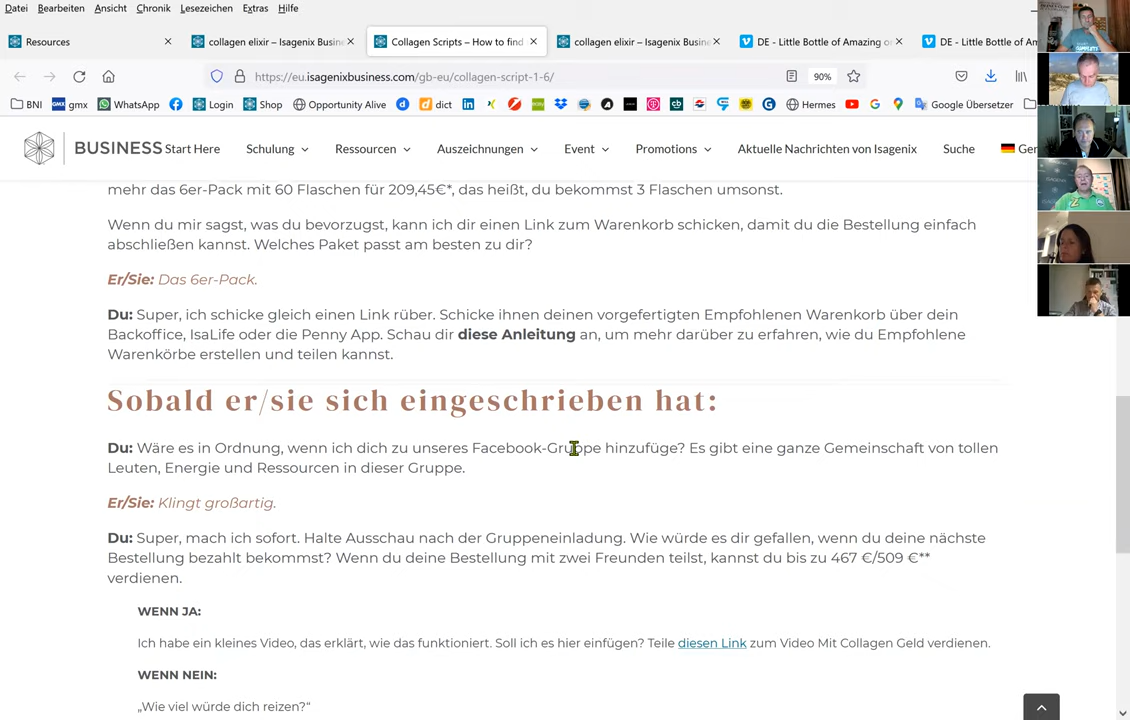 Datei Bearbeiten Ansicht Chronik Lesezeichen Extras Hilfe
Resources
collagen elixir – Isagenix Busin
Collagen Scripts – How to find
collagen elixir – Isagenix Busin
DE - Little Bottle of Amazing or
DE - Little Bottle of Am
https://eu.isagenixbusiness.com/gb-eu/collagen-script-1-6/
90%
BNI gmx WhatsApp Login Shop Opportunity Alive dict Hermes Google Übersetzer
BUSINESS Start Here Schulung Ressourcen Auszeichnungen Event Promotions Aktuelle Nachrichten von Isagenix Suche Ger
mehr das 6er-Pack mit 60 Flaschen für 209,45€*, das heißt, du bekommst 3 Flaschen umsonst.
Wenn du mir sagst, was du bevorzugst, kann ich dir einen Link zum Warenkorb schicken, damit du die Bestellung einfach
abschließen kannst. Welches Paket passt am besten zu dir?
Er/Sie: Das 6er-Pack.
Du: Super, ich schicke gleich einen Link rüber. Schicke ihnen deinen vorgefertigten Empfohlenen Warenkorb über dein
Backoffice, IsaLife oder die Penny App. Schau dir diese Anleitung an, um mehr darüber zu erfahren, wie du Empfohlene
Warenkörbe erstellen und teilen kannst.
Sobald er/sie sich eingeschrieben hat:
Du: Wäre es in Ordnung, wenn ich dich zu unseres Facebook-Gruppe hinzufüge? Es gibt eine ganze Gemeinschaft von tollen
Leuten, Energie und Ressourcen in dieser Gruppe.
Er/Sie: Klingt großartig.
Du: Super, mach ich sofort. Halte Ausschau nach der Gruppeneinladung. Wie würde es dir gefallen, wenn du deine nächste
Bestellung bezahlt bekommst? Wenn du deine Bestellung mit zwei Freunden teilst, kannst du bis zu 467 €/509 €**
verdienen.
WENN JA:
Ich habe ein kleines Video, das erklärt, wie das funktioniert. Soll ich es hier einfügen? Teile diesen Link zum Video Mit Collagen Geld verdienen.
WENN NEIN:
„Wie viel würde dich reizen?“